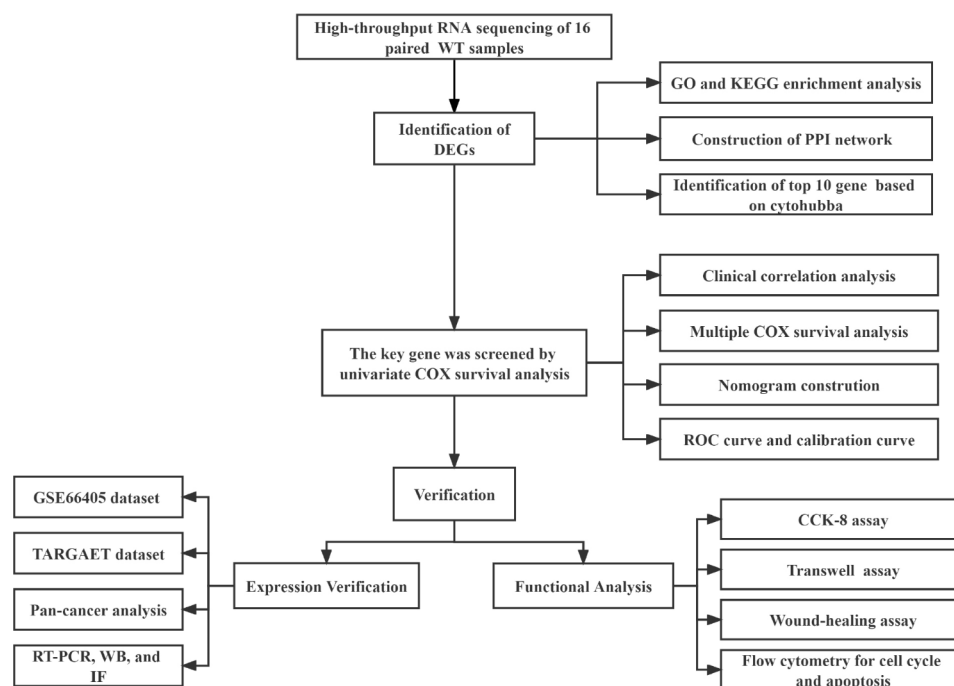 High-throughput RNA sequencing of 16
paired WT samples
GO and KEGG enrichment analysis
Identification of
DEGs
Construction of PPI network
Identification of top 10 gene based
on cytohubba
Clinical correlation analysis
Multiple COX survival analysis
The key gene was screened by
univariate COX survival analysis
Nomogram constrution
ROC curve and calibration curve
Verification
GSE66405 dataset
TARGAET dataset
Expression Verification
Pan-cancer analysis
RT-PCR, WB, and
IF
Functional Analysis
CCK-8 assay
Transwell assay
Wound-healing assay
Flow cytometry for cell cycle
and apoptosis